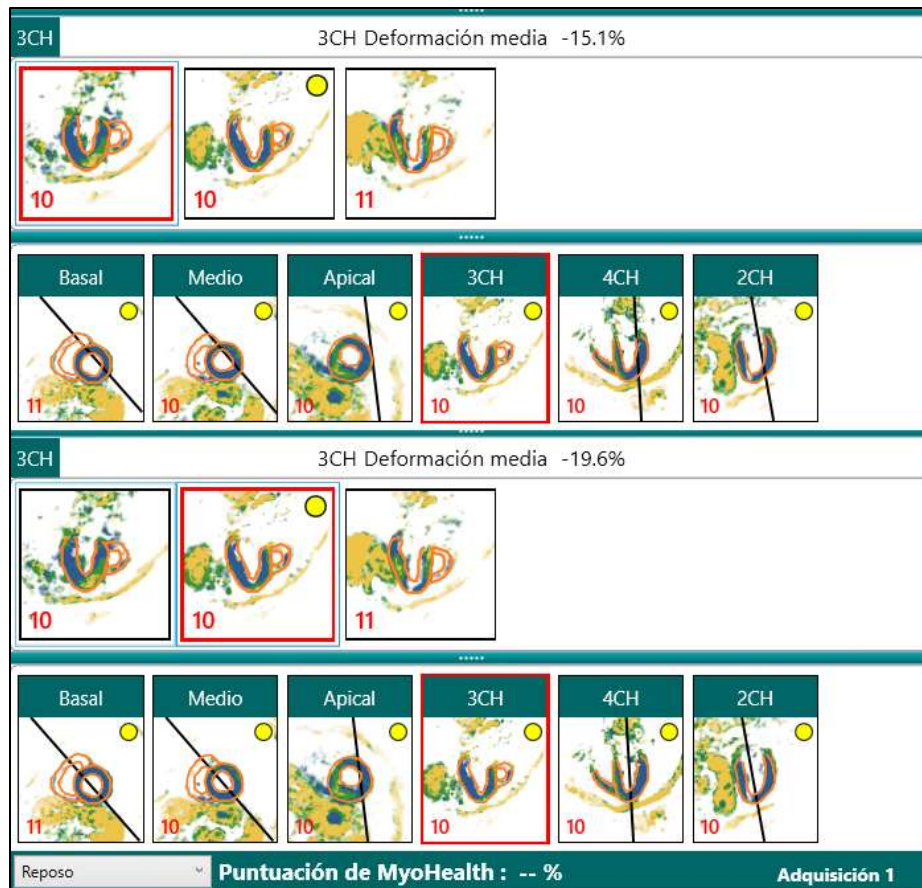 3CH 3CH Deformación media -15.1%
10 10 11
Basal Medio Apical 3CH 4CH 2CH
11 10 10 10 10 10
3CH 3CH Deformación media -19.6%
10 10 11
Basal Medio Apical 3CH 4CH 2CH
11 10 10 10 10 10
Reposo Puntuación de MyoHealth : -- % Adquisición 1